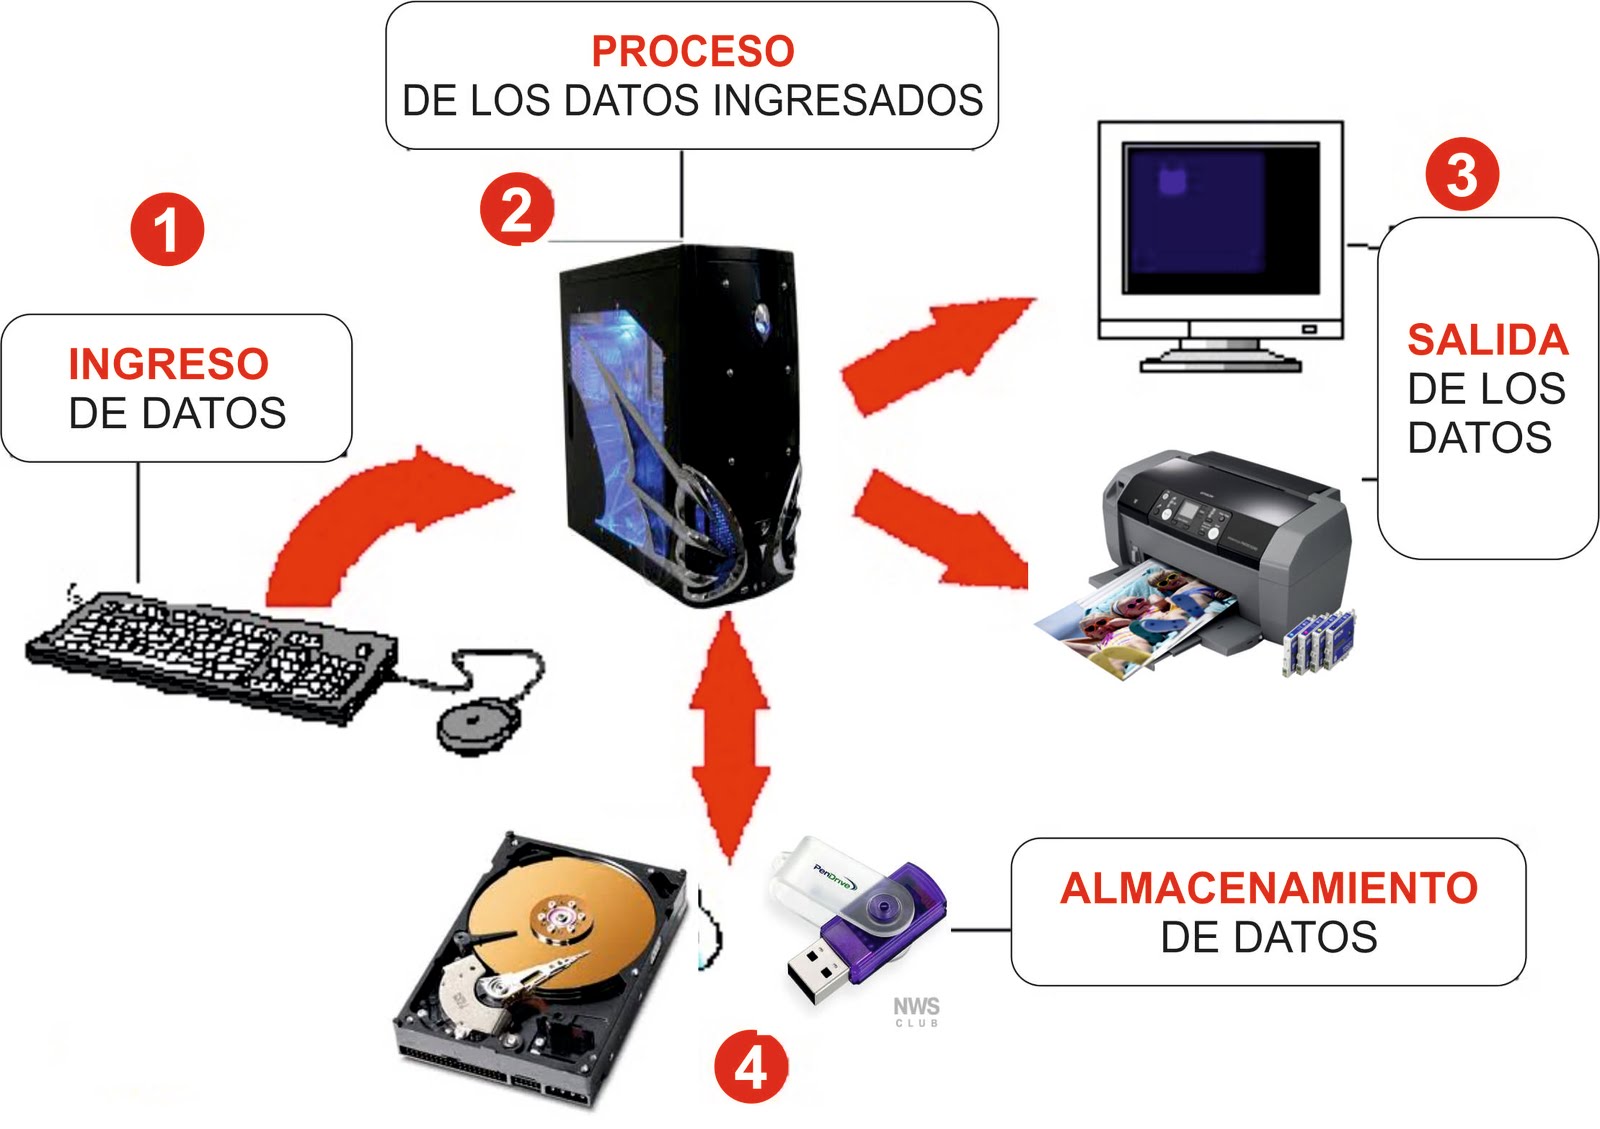 PROCESO
DE LOS DATOS INGRESADOS
1
2
3
INGRESO
DE DATOS
SALIDA
DE LOS
DATOS
PenDrive
ALMACENAMIENTO
DE DATOS
NWS
CLUB
4